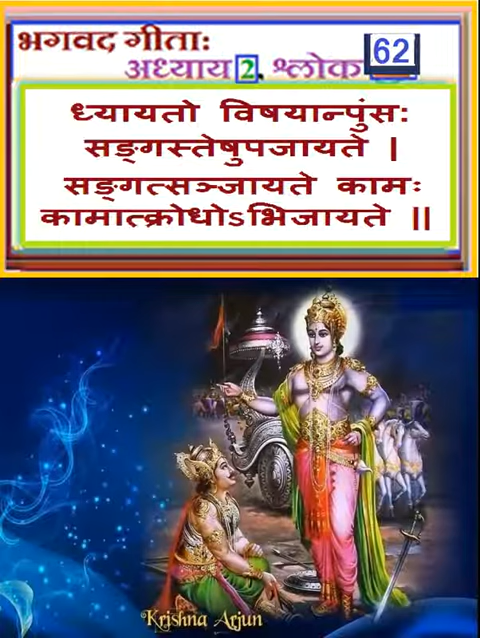 भगवद गीताः
अध्याय 2, श्लोक 62
ध्यायतो विषयान्पुंसः
सङ्गस्तेषुपजायते |
सङ्गत्सञ्जायते कामः
कामात्क्रोधोऽभिजायते ||
Krishna Arjun